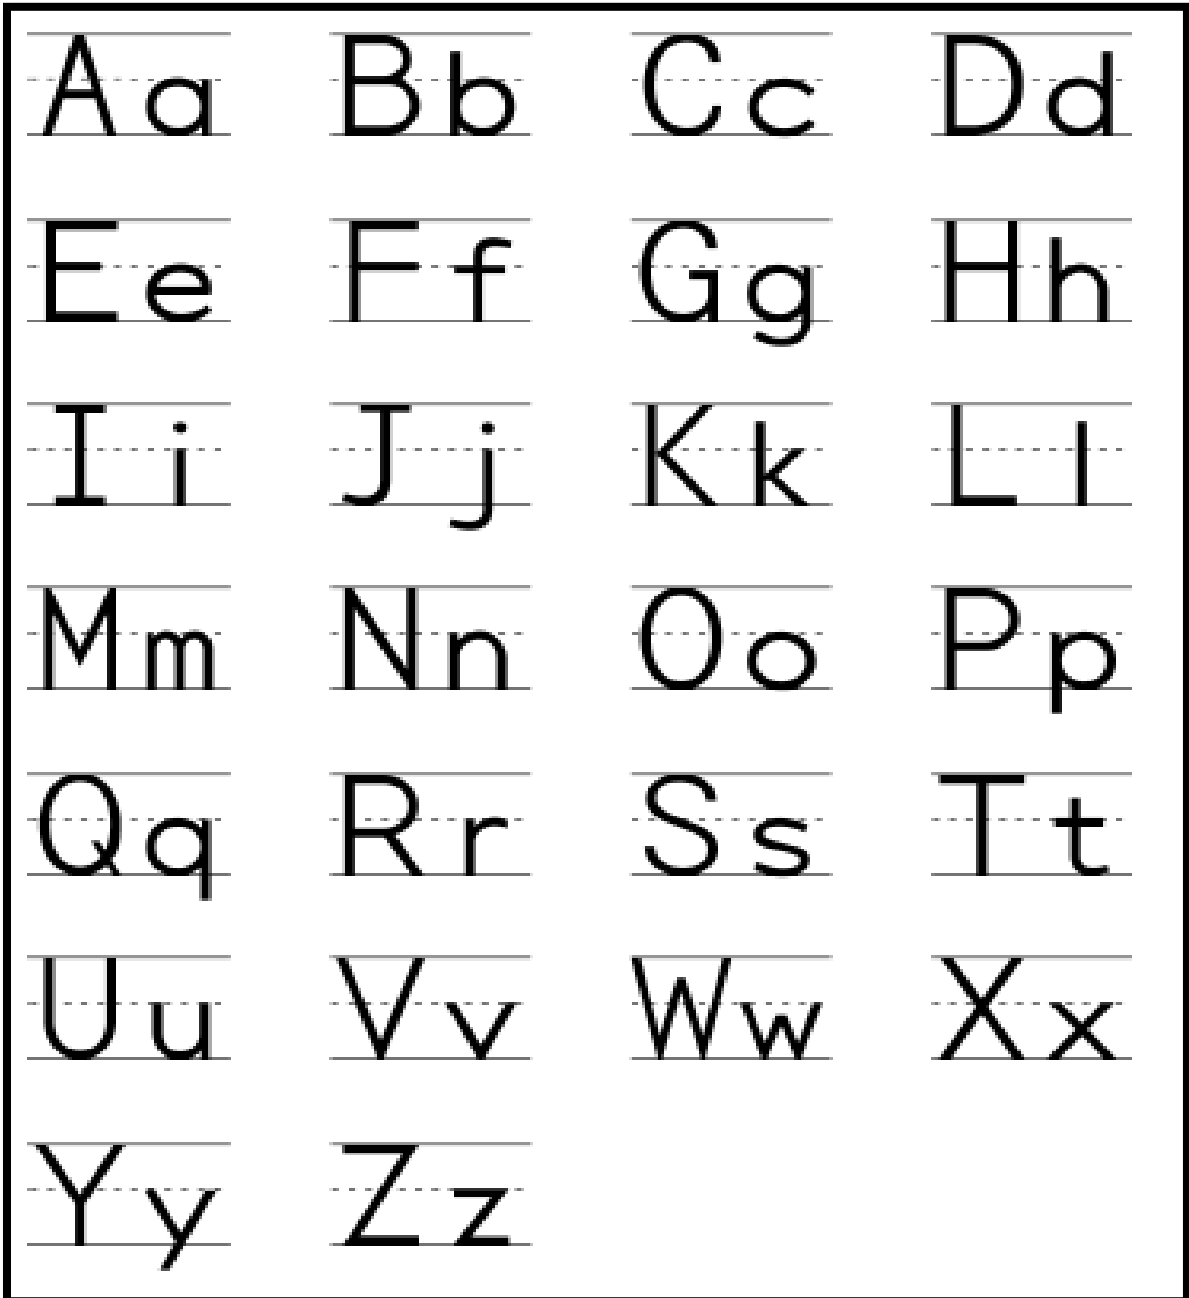 Aa Bb Cc Dd
Ee Ff Gg Hh
Ii Jj Kk Ll
Mm Nn Oo Pp
Qq Rr Ss Tt
Uu Vv Ww Xx
Yy Zz